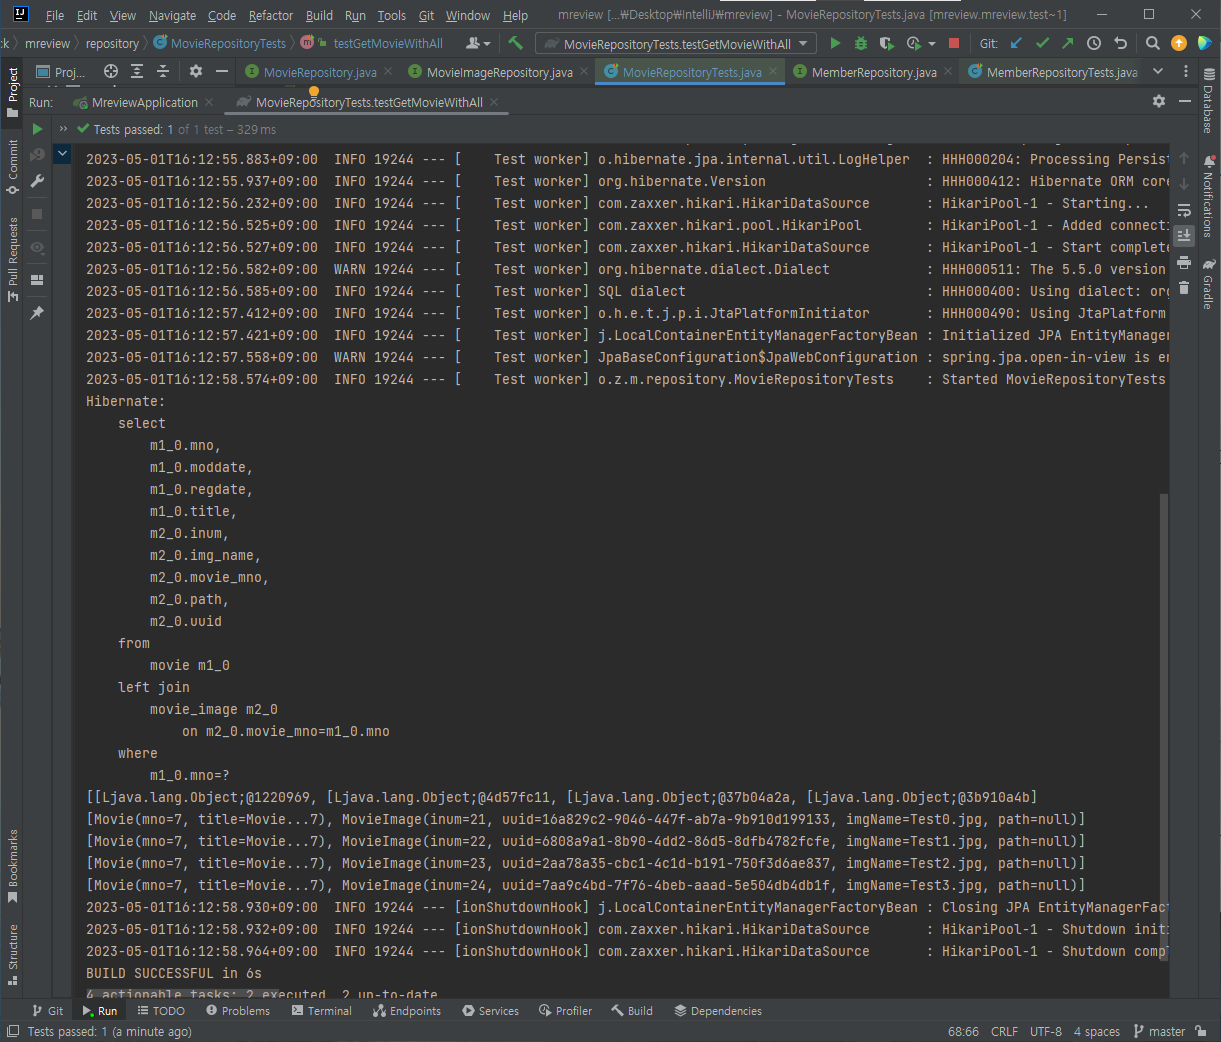 File Edit View Navigate Code Refactor Build Run Tools Git Window Help mreview [...₩Desktop₩IntelliJ₩mreview] - MovieRepositoryTests.java [mreview.mreview.test~1]
ck mreview repository MovieRepositoryTests testGetMovieWithAll MovieRepositoryTests.testGetMovieWithAll Git:
Proj... MovieRepository.java MovieImageRepository.java MovieRepositoryTests.java MemberRepository.java MemberRepositoryTests.java
Run: MreviewApplication MovieRepositoryTests.testGetMovieWithAll
Tests passed: 1 of 1 test – 329 ms
2023-05-01T16:12:55.883+09:00  INFO 19244 --- [    Test worker] o.hibernate.jpa.internal.util.LogHelper  : HHH000204: Processing Persist
2023-05-01T16:12:55.937+09:00  INFO 19244 --- [    Test worker] org.hibernate.Version                    : HHH000412: Hibernate ORM core
2023-05-01T16:12:56.232+09:00  INFO 19244 --- [    Test worker] com.zaxxer.hikari.HikariDataSource       : HikariPool-1 - Starting...
2023-05-01T16:12:56.525+09:00  INFO 19244 --- [    Test worker] com.zaxxer.hikari.pool.HikariPool        : HikariPool-1 - Added connecti
2023-05-01T16:12:56.527+09:00  INFO 19244 --- [    Test worker] com.zaxxer.hikari.HikariDataSource       : HikariPool-1 - Start complete
2023-05-01T16:12:56.582+09:00  WARN 19244 --- [    Test worker] org.hibernate.dialect.Dialect            : HHH000511: The 5.5.0 version
2023-05-01T16:12:56.585+09:00  INFO 19244 --- [    Test worker] SQL dialect                              : HHH000400: Using dialect: org
2023-05-01T16:12:57.412+09:00  INFO 19244 --- [    Test worker] o.h.e.t.j.p.i.JtaPlatformInitiator       : HHH000490: Using JtaPlatform
2023-05-01T16:12:57.421+09:00  INFO 19244 --- [    Test worker] j.LocalContainerEntityManagerFactoryBean : Initialized JPA EntityManager
2023-05-01T16:12:57.558+09:00  WARN 19244 --- [    Test worker] JpaBaseConfiguration$JpaWebConfiguration : spring.jpa.open-in-view is en
2023-05-01T16:12:58.574+09:00  INFO 19244 --- [    Test worker] o.z.m.repository.MovieRepositoryTests    : Started MovieRepositoryTests
Hibernate:
select
m1_0.mno,
m1_0.moddate,
m1_0.regdate,
m1_0.title,
m2_0.inum,
m2_0.img_name,
m2_0.movie_mno,
m2_0.path,
m2_0.uuid
from
movie m1_0
left join
movie_image m2_0
on m2_0.movie_mno=m1_0.mno
where
m1_0.mno=?
[[Ljava.lang.Object;@1220969, [Ljava.lang.Object;@4d57fc11, [Ljava.lang.Object;@37b04a2a, [Ljava.lang.Object;@3b910a4b]
[Movie(mno=7, title=Movie...7), MovieImage(inum=21, uuid=16a829c2-9046-447f-ab7a-9b910d199133, imgName=Test0.jpg, path=null)]
[Movie(mno=7, title=Movie...7), MovieImage(inum=22, uuid=6808a9a1-8b90-4dd2-86d5-8dfb4782fcfe, imgName=Test1.jpg, path=null)]
[Movie(mno=7, title=Movie...7), MovieImage(inum=23, uuid=2aa78a35-cbc1-4c1d-b191-750f3d6ae837, imgName=Test2.jpg, path=null)]
[Movie(mno=7, title=Movie...7), MovieImage(inum=24, uuid=7aa9c4bd-7f76-4beb-aaad-5e504db4db1f, imgName=Test3.jpg, path=null)]
2023-05-01T16:12:58.930+09:00  INFO 19244 --- [ionShutdownHook] j.LocalContainerEntityManagerFactoryBean : Closing JPA EntityManagerFact
2023-05-01T16:12:58.932+09:00  INFO 19244 --- [ionShutdownHook] com.zaxxer.hikari.HikariDataSource       : HikariPool-1 - Shutdown initi
2023-05-01T16:12:58.964+09:00  INFO 19244 --- [ionShutdownHook] com.zaxxer.hikari.HikariDataSource       : HikariPool-1 - Shutdown compl
BUILD SUCCESSFUL in 6s
4 actionable tasks: 2 executed, 2 up-to-date
Project
Commit
Pull Requests
Bookmarks
Structure
Database
Notifications
Gradle
Git Run TODO Problems Terminal Endpoints Services Profiler Build Dependencies
Tests passed: 1 (a minute ago) 68:66 CRLF UTF-8 4 spaces master